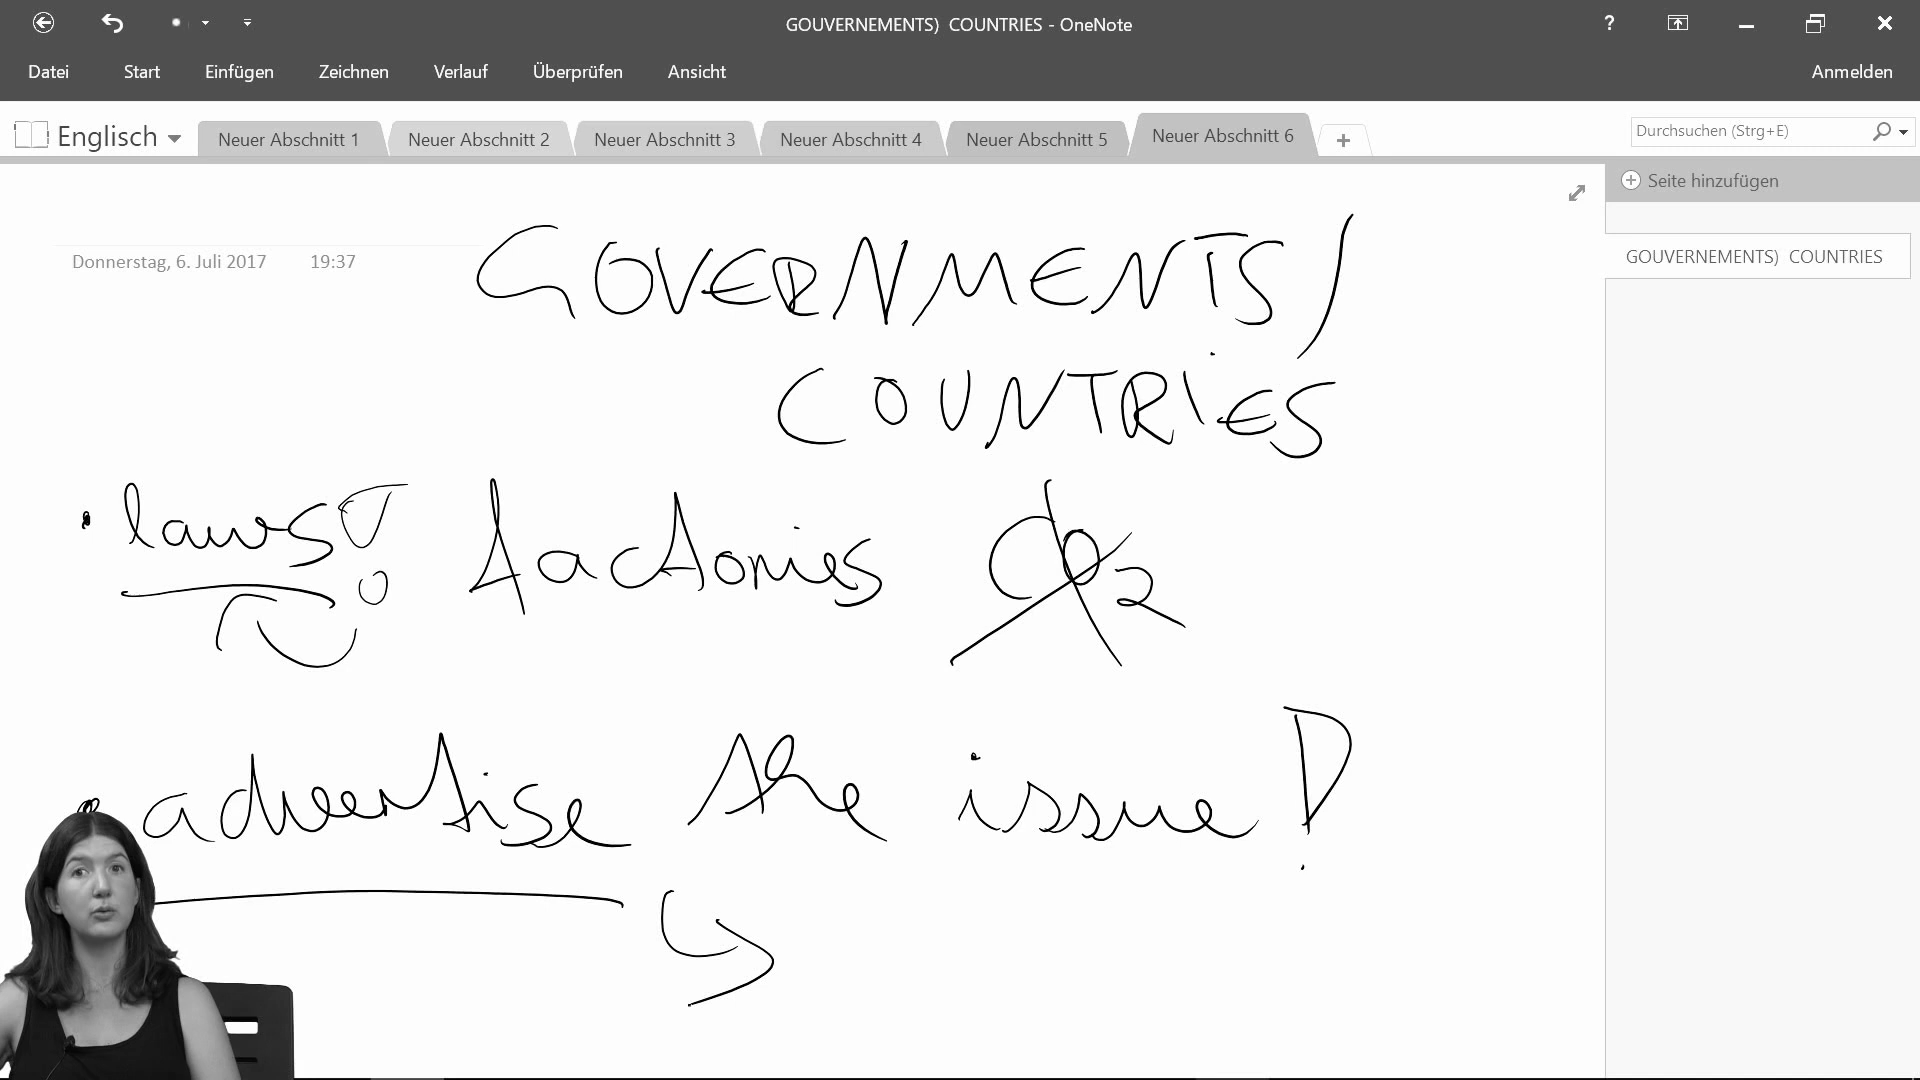 GOUVERNEMENTS) COUNTRIES - OneNote
?
Datei Start Einfügen Zeichnen Verlauf Überprüfen Ansicht Anmelden
Englisch Neuer Abschnitt 1 Neuer Abschnitt 2 Neuer Abschnitt 3 Neuer Abschnitt 4 Neuer Abschnitt 5 Neuer Abschnitt 6 + Durchsuchen (Strg+E)
Seite hinzufügen
GOUVERNEMENTS) COUNTRIES
Donnerstag, 6. Juli 2017 19:37
GOVERNMENTS/
COUNTRIES
• laws! factories CO2
• advertise the issue!